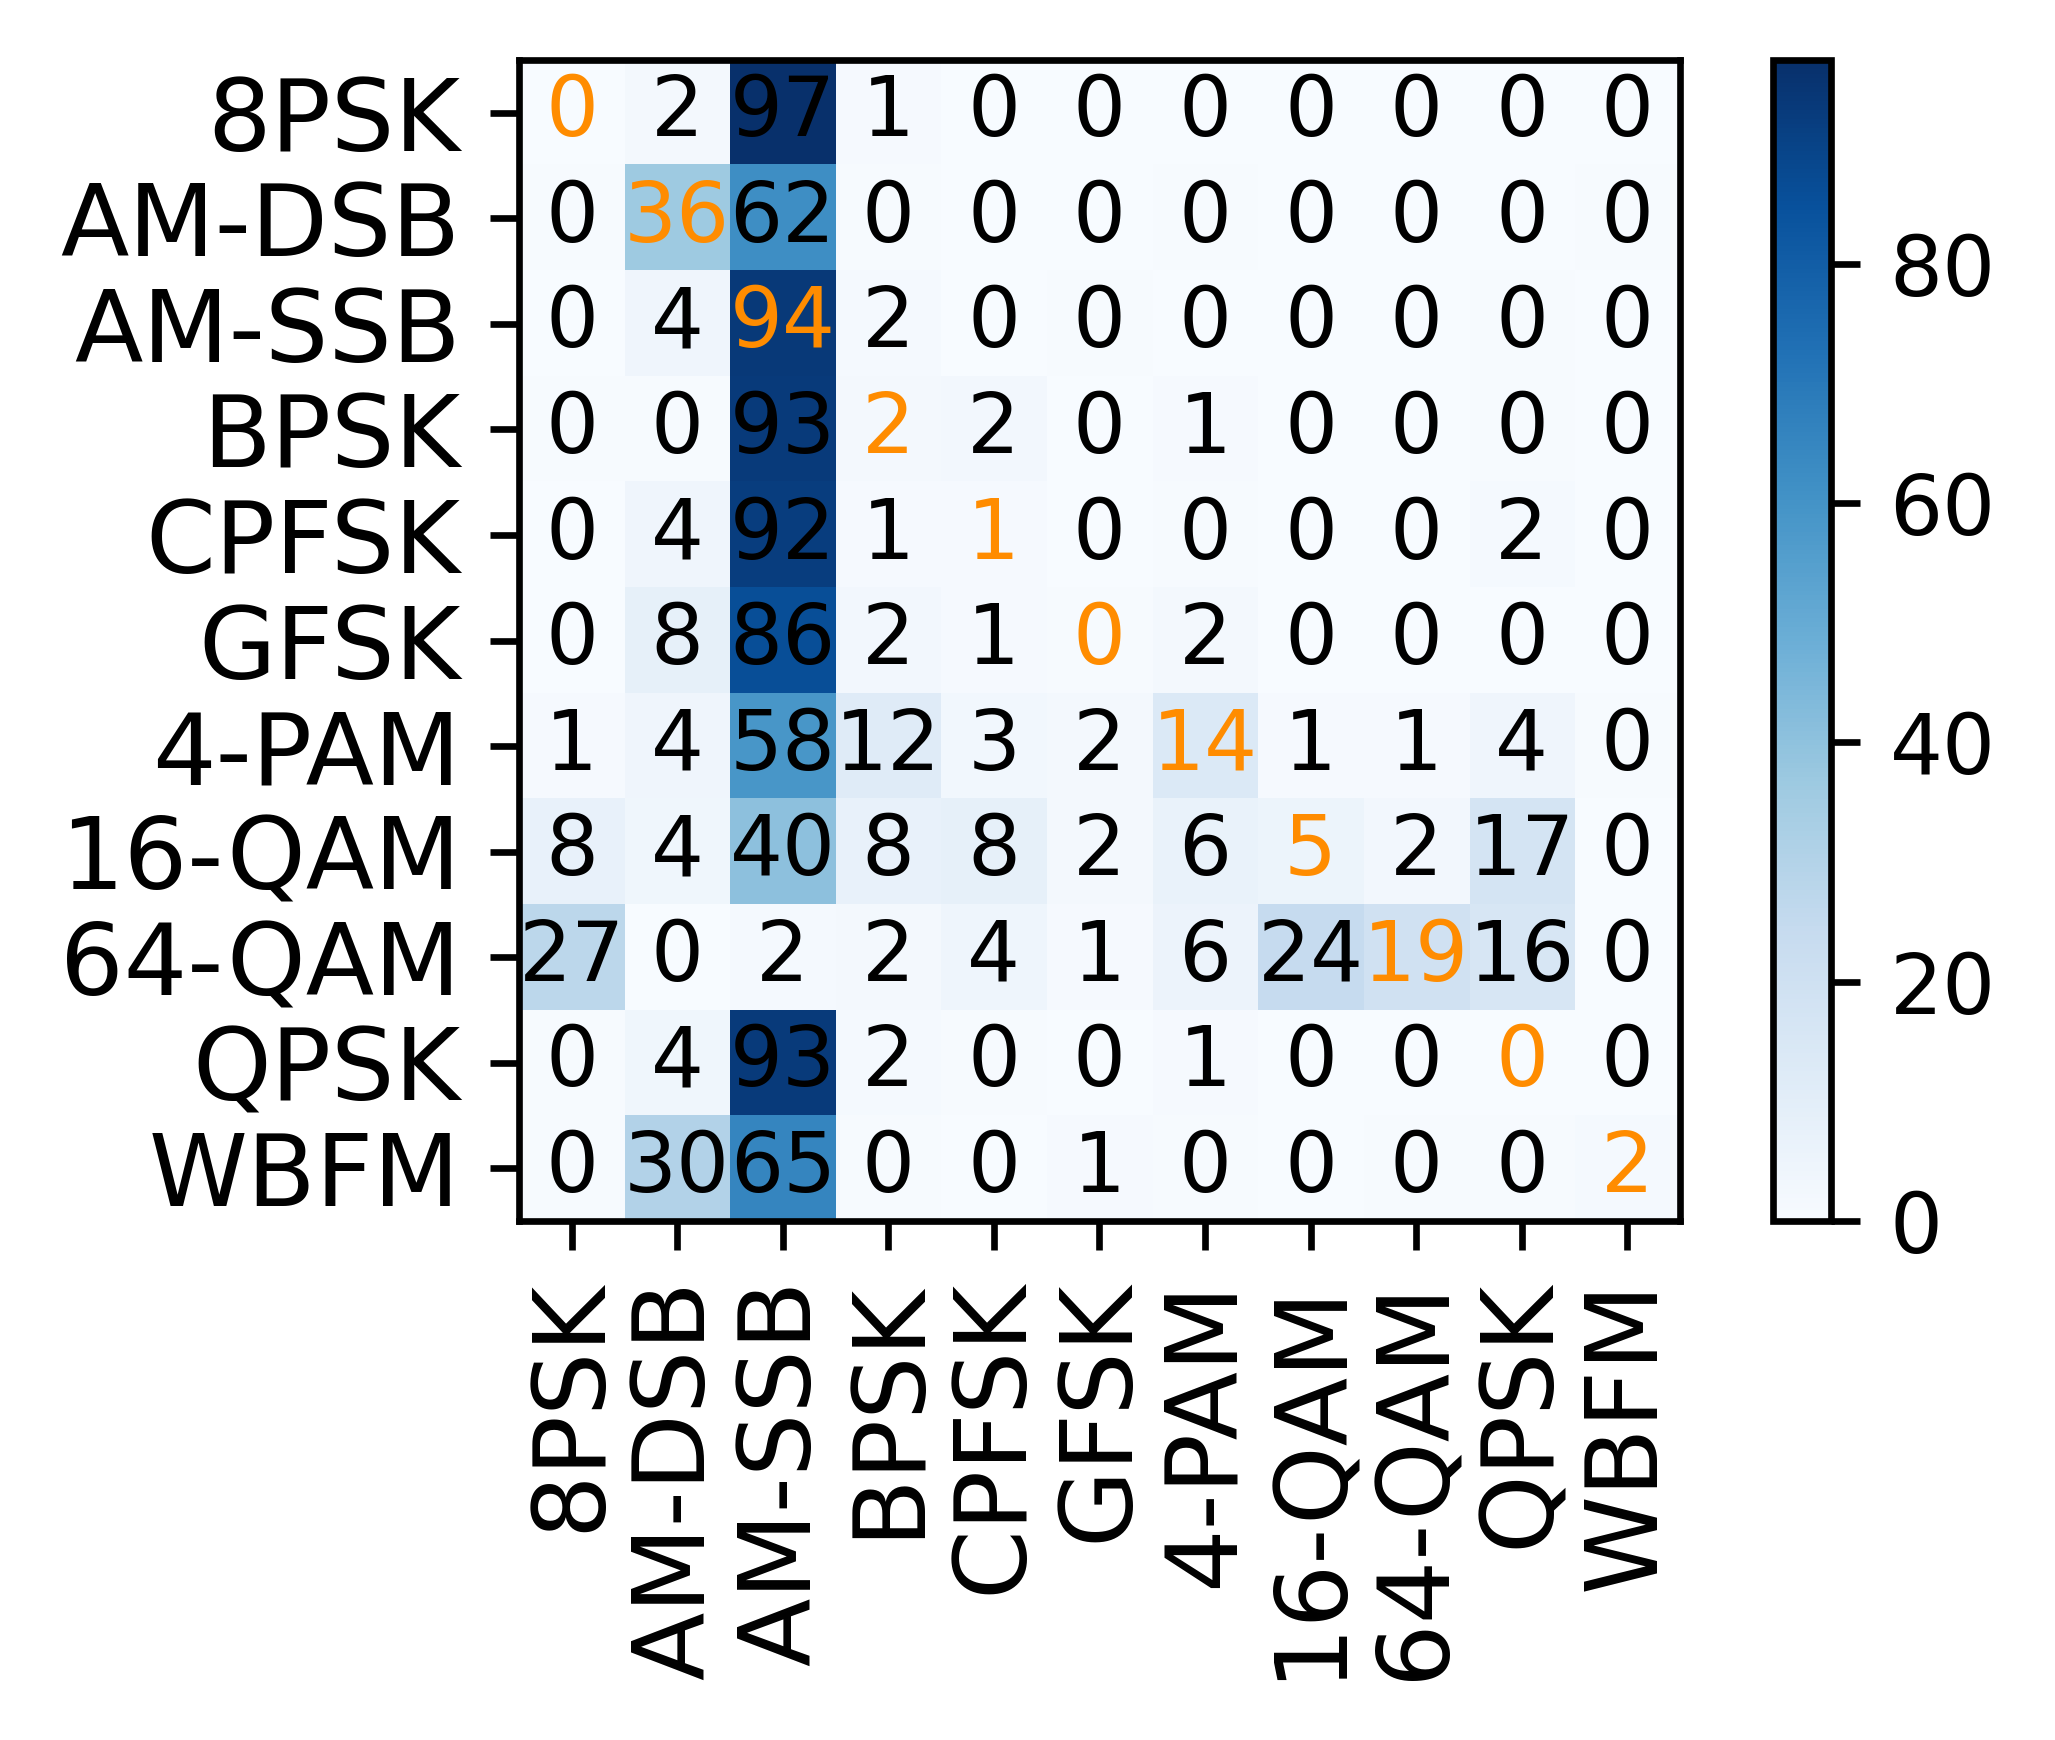 8PSK 0 2 97 1 0 0 0 0 0 0 0
AM-DSB 0 36 62 0 0 0 0 0 0 0 0
AM-SSB 0 4 94 2 0 0 0 0 0 0 0
BPSK 0 0 93 2 2 0 1 0 0 0 0
CPFSK 0 4 92 1 1 0 0 0 0 2 0
GFSK 0 8 86 2 1 0 2 0 0 0 0
4-PAM 1 4 58 12 3 2 14 1 1 4 0
16-QAM 8 4 40 8 8 2 6 5 2 17 0
64-QAM 27 0 2 2 4 1 6 24 19 16 0
QPSK 0 4 93 2 0 0 1 0 0 0 0
WBFM 0 30 65 0 0 1 0 0 0 0 2
8PSK
AM-DSB
AM-SSB
BPSK
CPFSK
GFSK
4-PAM
16-QAM
64-QAM
QPSK
WBFM
80
60
40
20
0